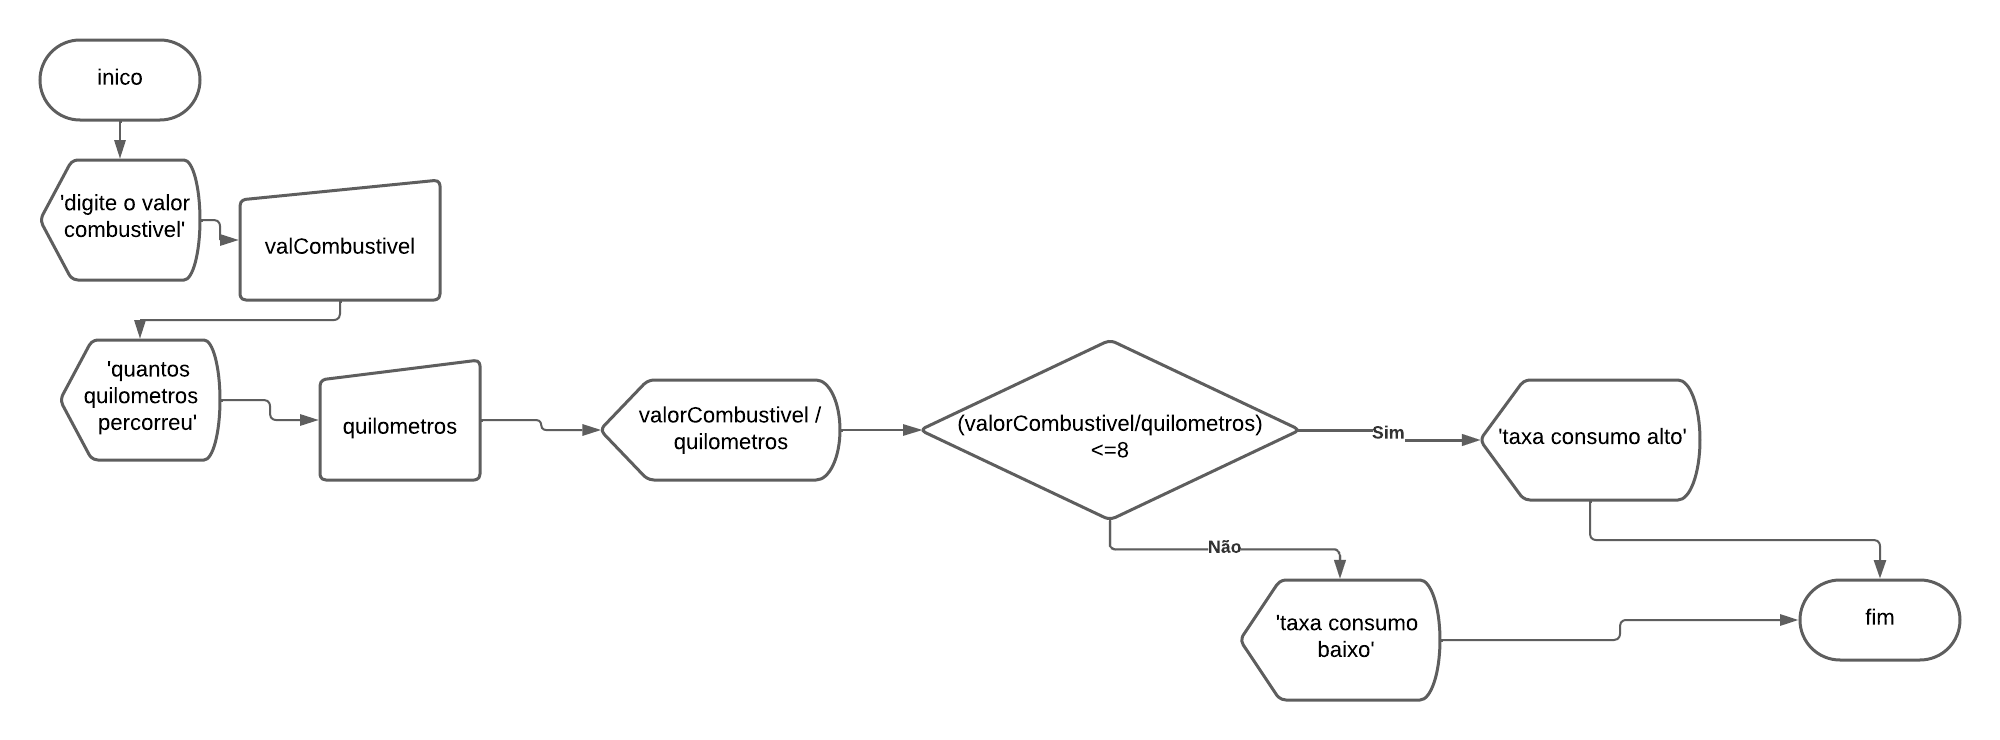 inico
'digite o valor
combustivel'
valCombustivel
'quantos
quilometros
percorreu'
quilometros
valorCombustivel /
quilometros
(valorCombustivel/quilometros)
<=8
Sim
'taxa consumo alto'
Não
'taxa consumo
baixo'
fim